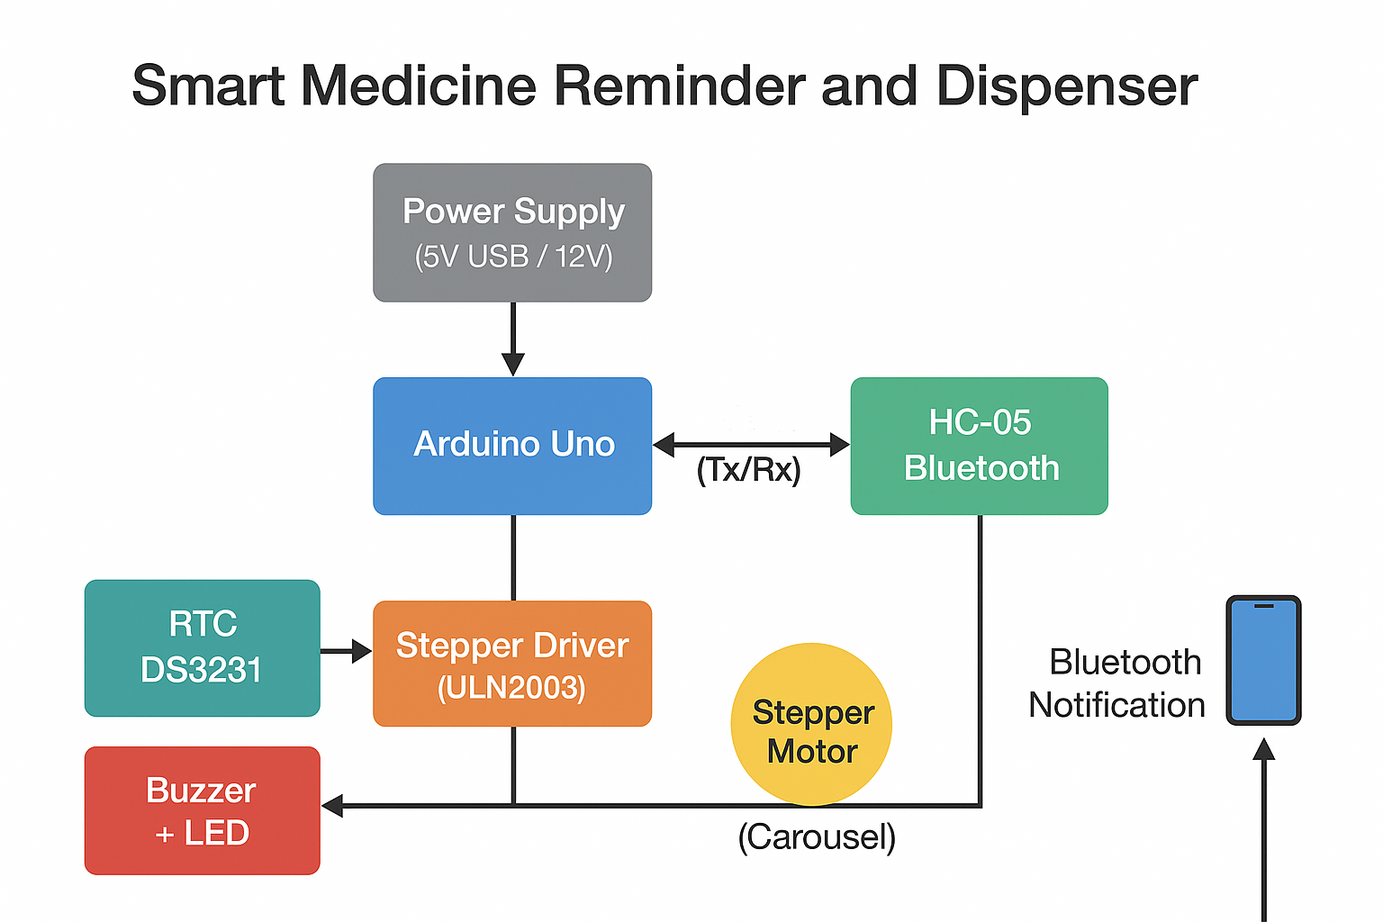 Smart Medicine Reminder and Dispenser
Power Supply
(5V USB / 12V)
Arduino Uno
(Tx/Rx)
HC-05
Bluetooth
RTC
DS3231
Stepper Driver
(ULN2003)
Stepper
Motor
Bluetooth
Notification
Buzzer
+ LED
(Carousel)